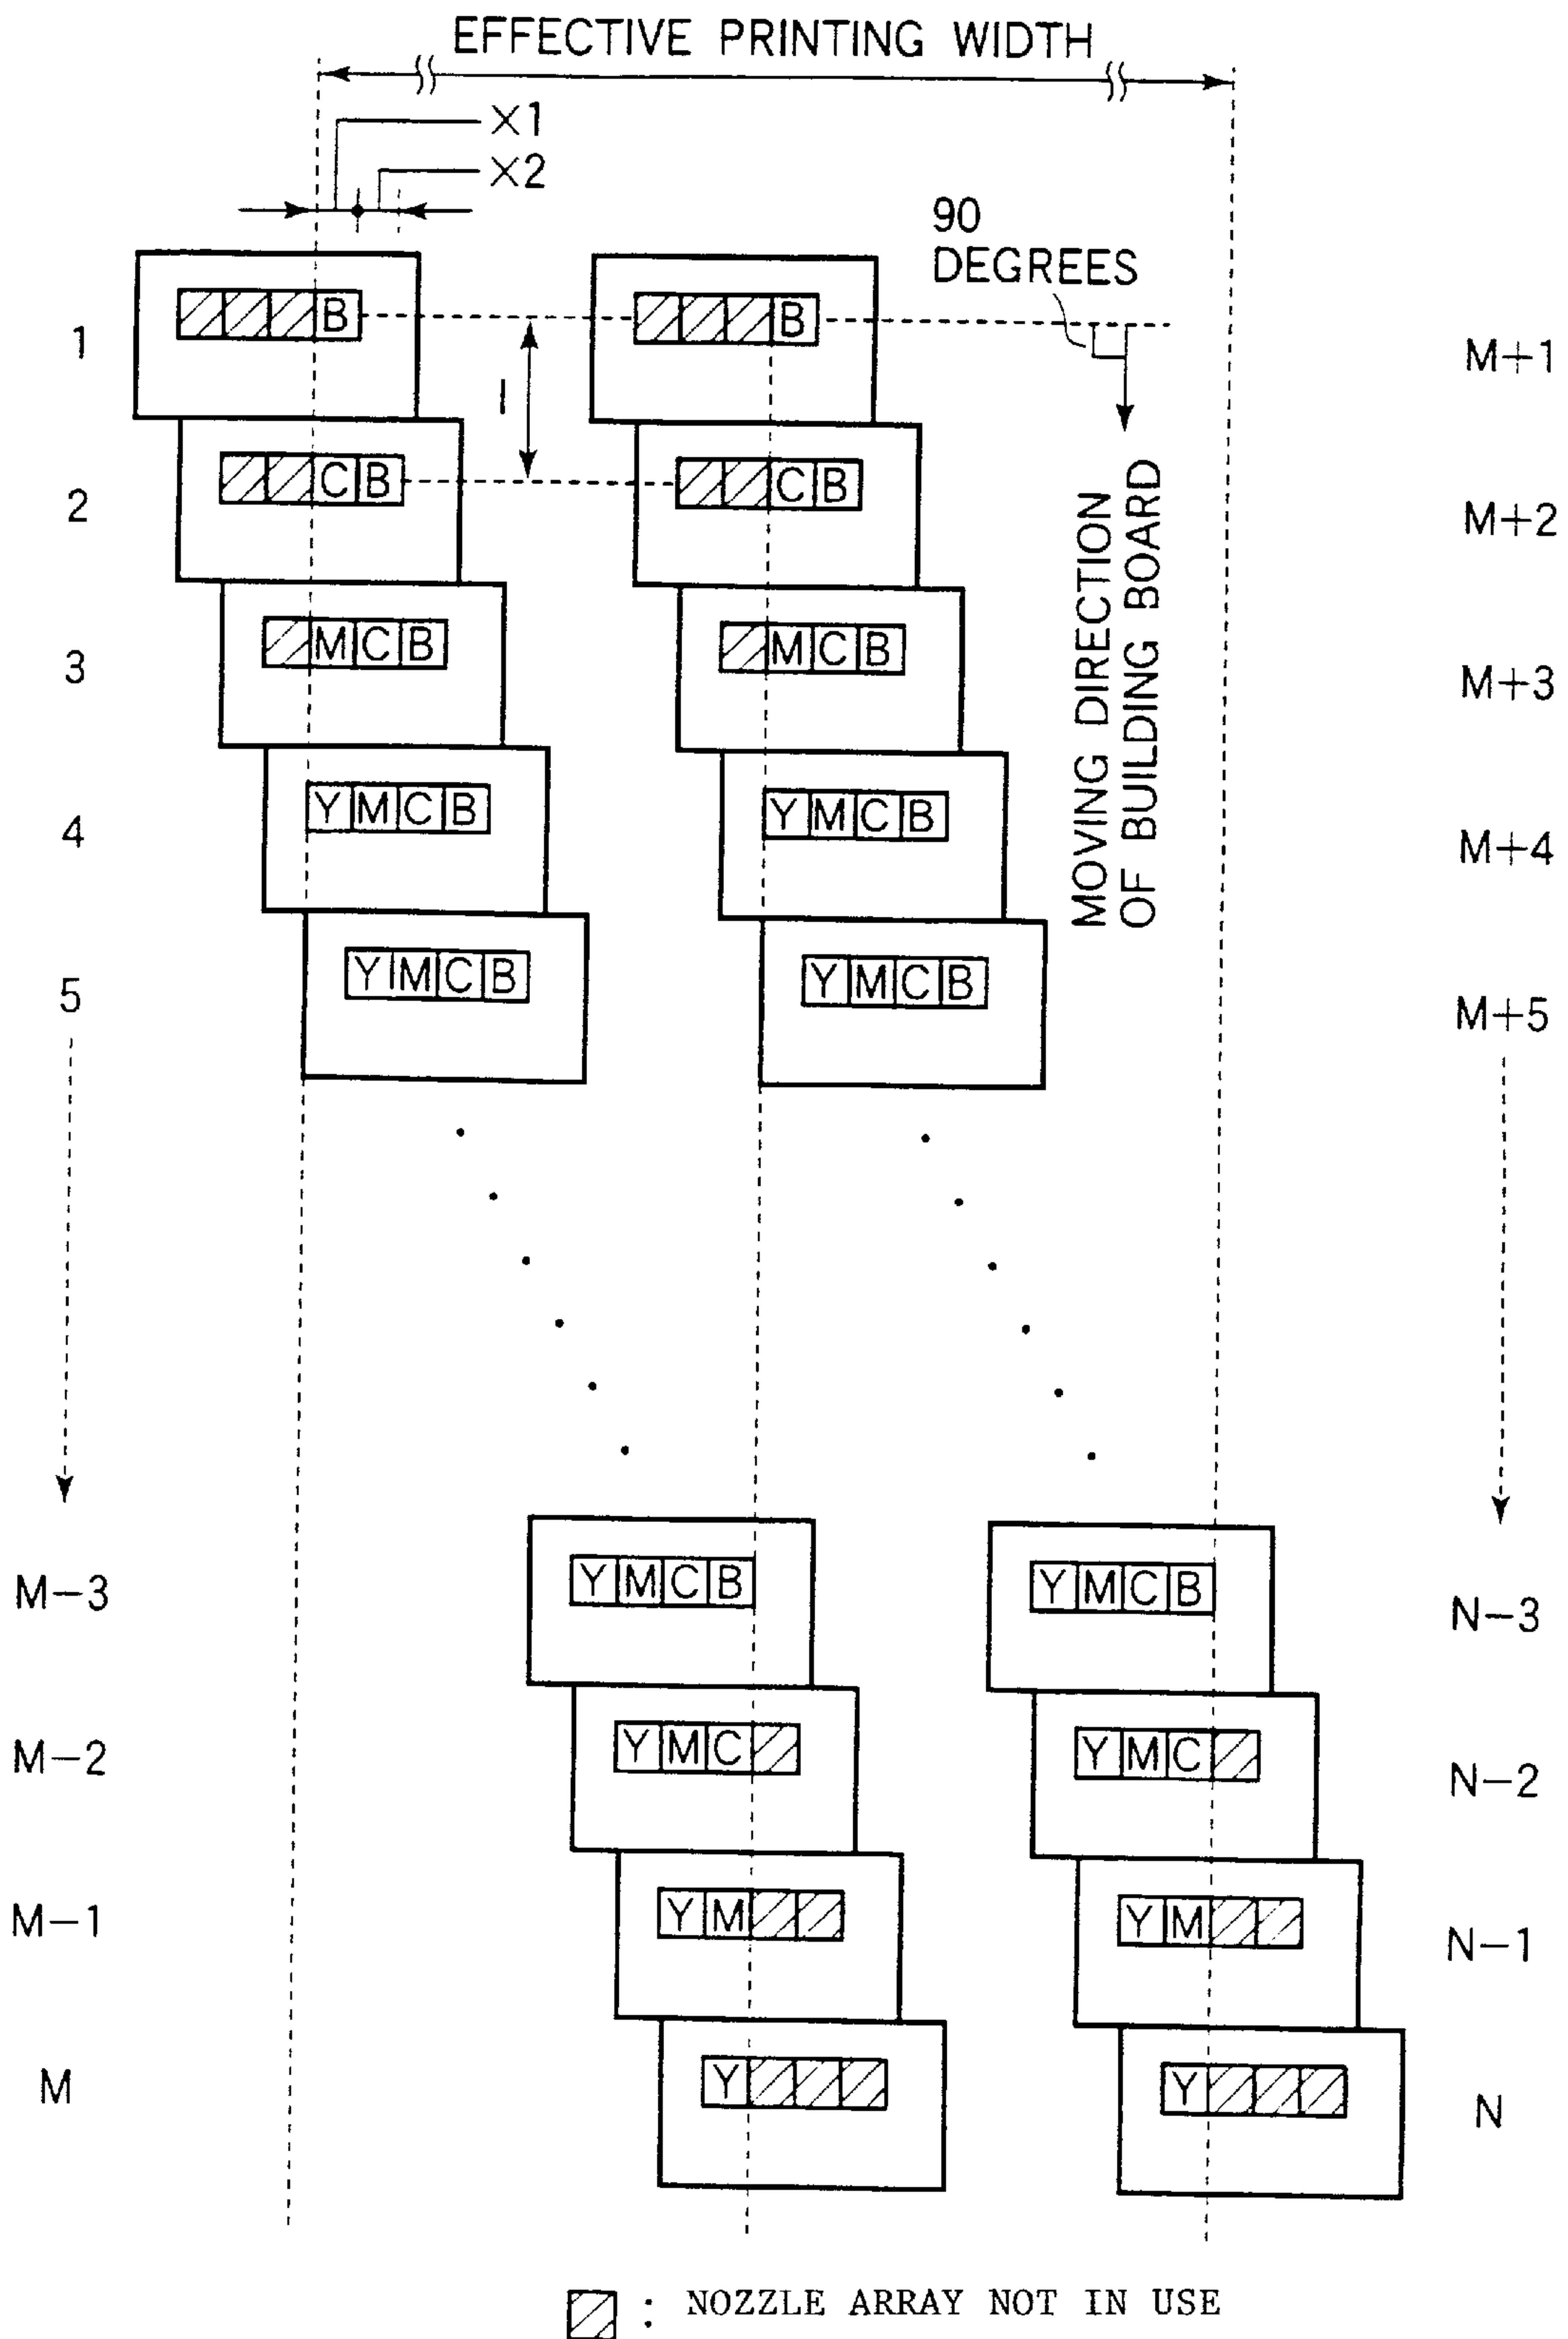 EFFECTIVE PRINTING WIDTH
X1
X2
90
DEGREES
1
B
B
M+1
l
2
C B
C B
M+2
MOVING DIRECTION
OF BUILDING BOARD
3
M C B
M C B
M+3
4
Y M C B
Y M C B
M+4
5
Y M C B
Y M C B
M+5
M-3
Y M C B
Y M C B
N-3
M-2
Y M C
Y M C
N-2
M-1
Y M
Y M
N-1
M
Y
Y
N
: NOZZLE ARRAY NOT IN USE